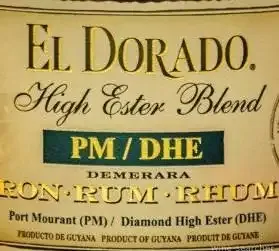 EL DORADO.
High Ester Blend
PM / DHE
DEMERARA
RON·RUM·RHUM
Port Mourant (PM) / Diamond High Ester (DHE)
PRODUCTO DE GUYANA PRODUCT OF GUYANA PRODUIT DE GUYANE